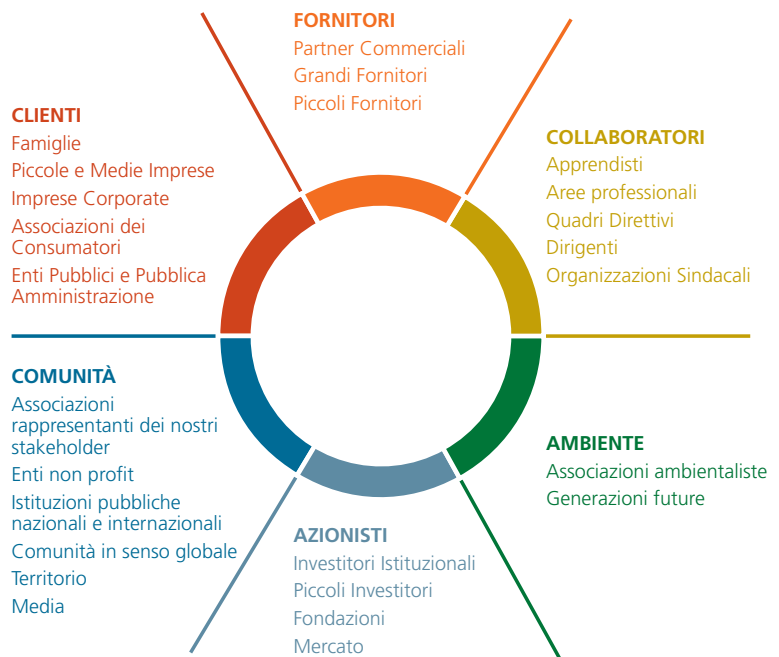 FORNITORI
Partner Commerciali
Grandi Fornitori
Piccoli Fornitori
CLIENTI
Famiglie
Piccole e Medie Imprese
Imprese Corporate
Associazioni dei
Consumatori
Enti Pubblici e Pubblica
Amministrazione
COLLABORATORI
Apprendisti
Aree professionali
Quadri Direttivi
Dirigenti
Organizzazioni Sindacali
COMUNITÀ
Associazioni
rappresentanti dei nostri
stakeholder
Enti non profit
Istituzioni pubbliche
nazionali e internazionali
Comunità in senso globale
Territorio
Media
AMBIENTE
Associazioni ambientaliste
Generazioni future
AZIONISTI
Investitori Istituzionali
Piccoli Investitori
Fondazioni
Mercato